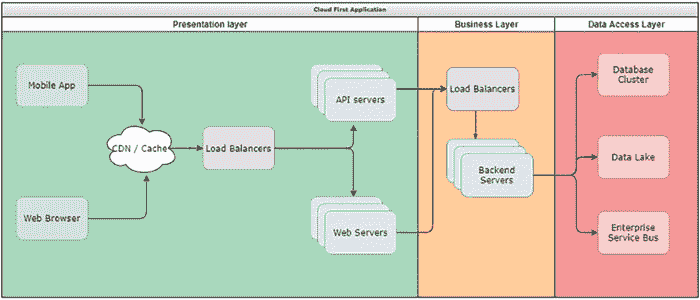 Cloud First Application
Presentation layer
Business Layer
Data Access Layer
Mobile App
API servers
Load Balancers
Database
Cluster
CDN / Cache
Load Balancers
Backend
Servers
Data Lake
Web Browser
Web Servers
Enterprise
Service Bus